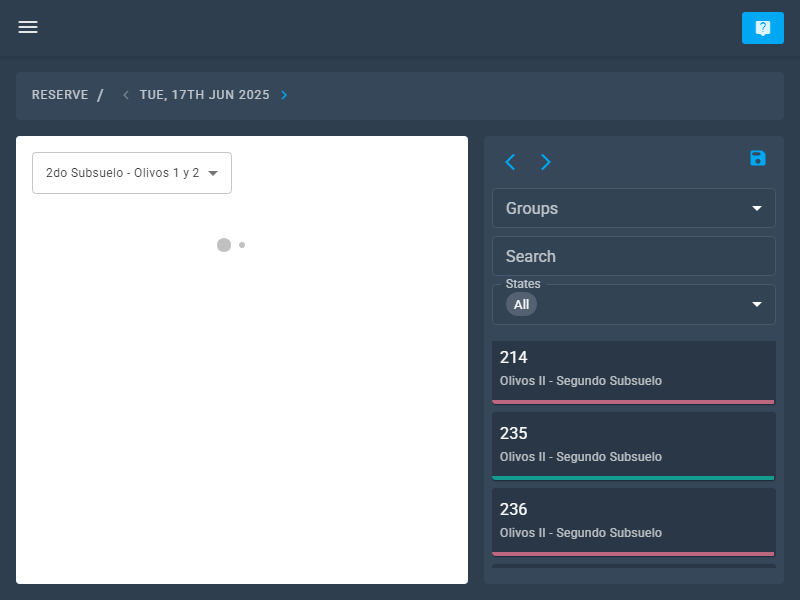 RESERVE / TUE, 17TH JUN 2025
2do Subsuelo - Olivos 1 y 2
Groups
Search
States
All
214
Olivos II - Segundo Subsuelo
235
Olivos II - Segundo Subsuelo
236
Olivos II - Segundo Subsuelo